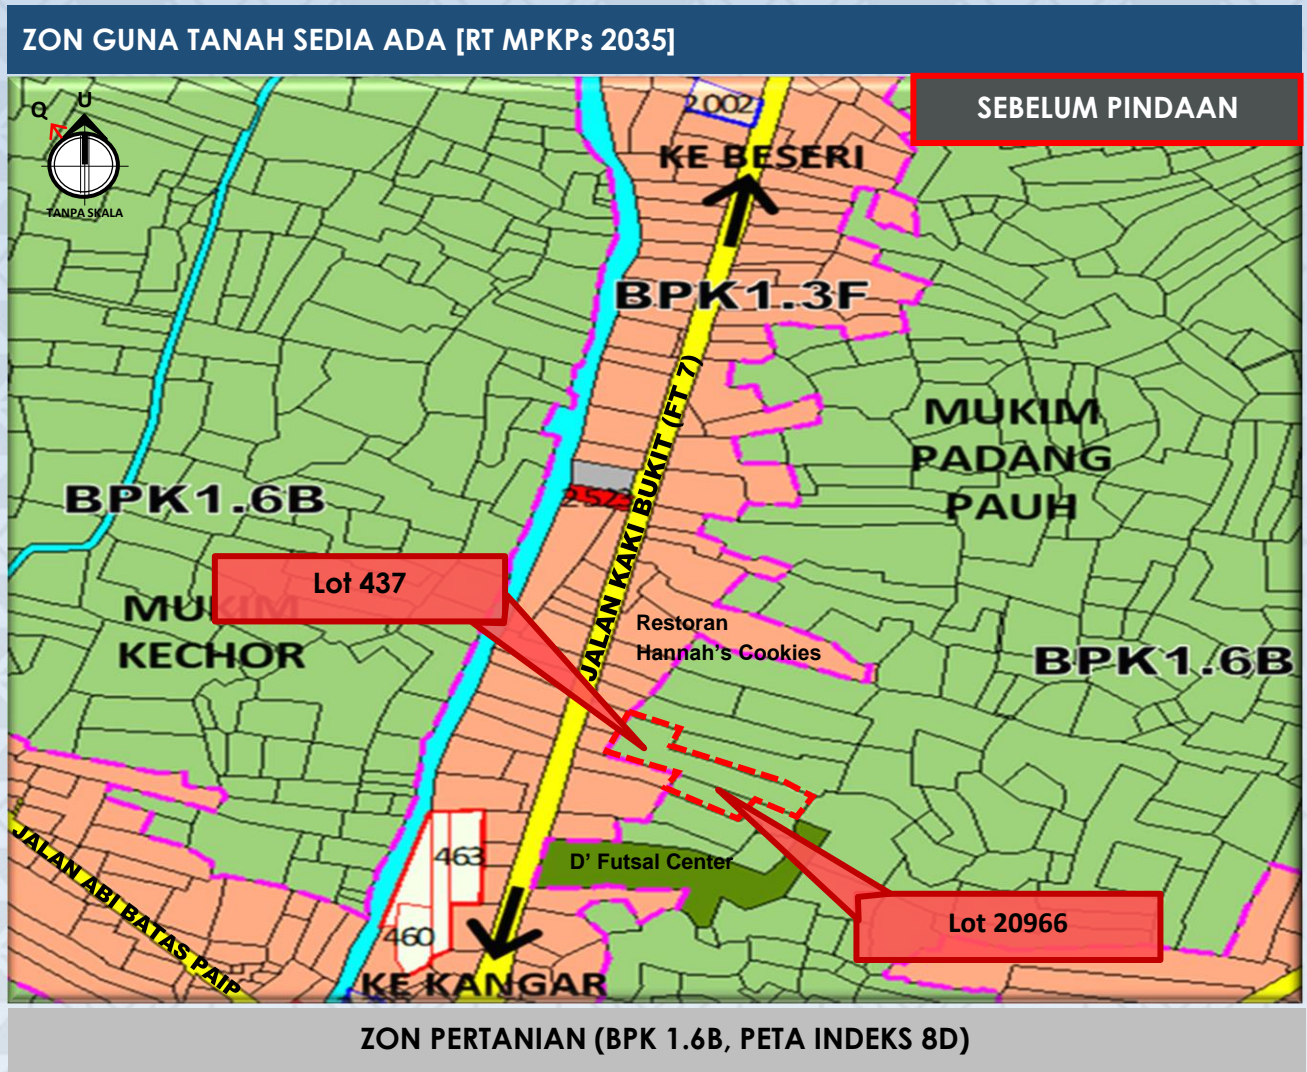 ZON GUNA TANAH SEDIA ADA [RT MPKPs 2035]
SEBELUM PINDAAN
Q
U
TANPA SKALA
2002
KE BESERI
BPK1.3F
MUKIM
PADANG
PAUH
JALAN KAKI BUKIT (FT 7)
BPK1.6B
2523
Lot 437
MUKIM
KECHOR
Restoran
Hannah's Cookies
BPK1.6B
463
D' Futsal Center
JALAN ABI BATAS PAIP
460
Lot 20966
KE KANGAR
ZON PERTANIAN (BPK 1.6B, PETA INDEKS 8D)